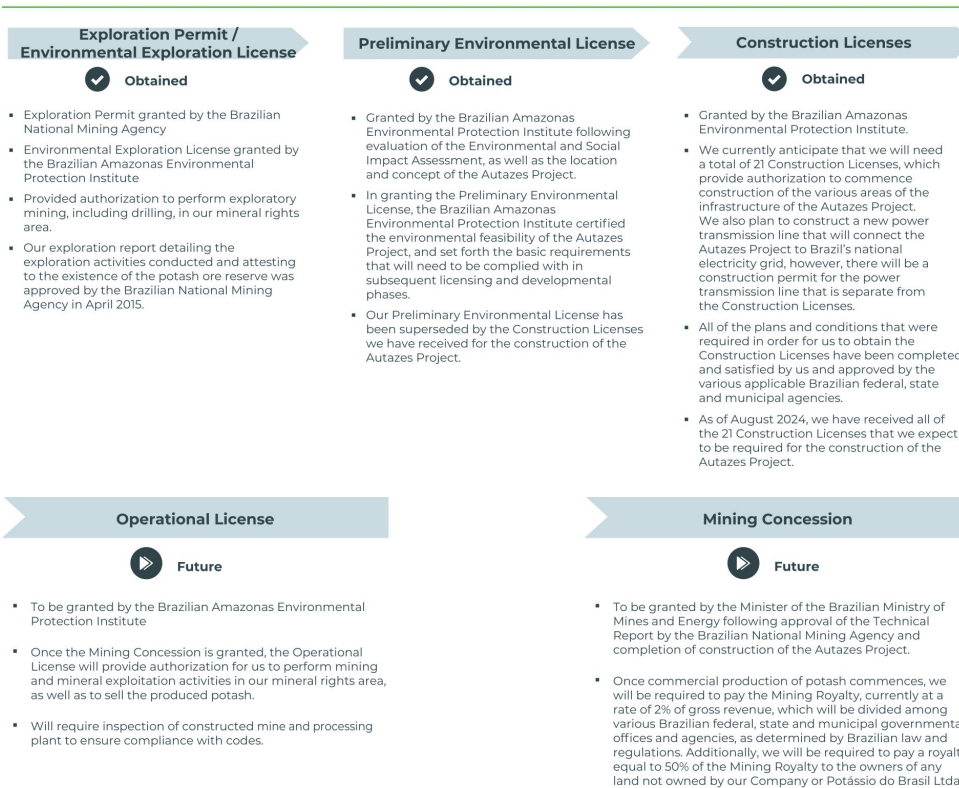 Exploration Permit /
Environmental Exploration License
Obtained
▪ Exploration Permit granted by the Brazilian
National Mining Agency
▪ Environmental Exploration License granted by
the Brazilian Amazonas Environmental
Protection Institute
▪ Provided authorization to perform exploratory
mining, including drilling, in our mineral rights
area.
▪ Our exploration report detailing the
exploration activities conducted and attesting
to the existence of the potash ore reserve was
approved by the Brazilian National Mining
Agency in April 2015.
Preliminary Environmental License
Obtained
▪ Granted by the Brazilian Amazonas
Environmental Protection Institute following
evaluation of the Environmental and Social
Impact Assessment, as well as the location
and concept of the Autazes Project.
▪ In granting the Preliminary Environmental
License, the Brazilian Amazonas
Environmental Protection Institute certified
the environmental feasibility of the Autazes
Project, and set forth the basic requirements
that will need to be complied with in
subsequent licensing and developmental
phases.
▪ Our Preliminary Environmental License has
been superseded by the Construction Licenses
we have received for the construction of the
Autazes Project.
Construction Licenses
Obtained
▪ Granted by the Brazilian Amazonas
Environmental Protection Institute.
▪ We currently anticipate that we will need
a total of 21 Construction Licenses, which
provide authorization to commence
construction of the various areas of the
infrastructure of the Autazes Project.
We also plan to construct a new power
transmission line that will connect the
Autazes Project to Brazil's national
electricity grid, however, there will be a
construction permit for the power
transmission line that is separate from
the Construction Licenses.
▪ All of the plans and conditions that were
required in order for us to obtain the
Construction Licenses have been completed
and satisfied by us and approved by the
various applicable Brazilian federal, state
and municipal agencies.
▪ As of August 2024, we have received all of
the 21 Construction Licenses that we expect
to be required for the construction of the
Autazes Project.
Operational License
Future
▪ To be granted by the Brazilian Amazonas Environmental
Protection Institute
▪ Once the Mining Concession is granted, the Operational
License will provide authorization for us to perform mining
and mineral exploitation activities in our mineral rights area,
as well as to sell the produced potash.
▪ Will require inspection of constructed mine and processing
plant to ensure compliance with codes.
Mining Concession
Future
▪ To be granted by the Minister of the Brazilian Ministry of
Mines and Energy following approval of the Technical
Report by the Brazilian National Mining Agency and
completion of construction of the Autazes Project.
▪ Once commercial production of potash commences, we
will be required to pay the Mining Royalty, currently at a
rate of 2% of gross revenue, which will be divided among
various Brazilian federal, state and municipal governmenta
offices and agencies, as determined by Brazilian law and
regulations. Additionally, we will be required to pay a royalt
equal to 50% of the Mining Royalty to the owners of any
land not owned by our Company or Potássio do Brasil Ltda